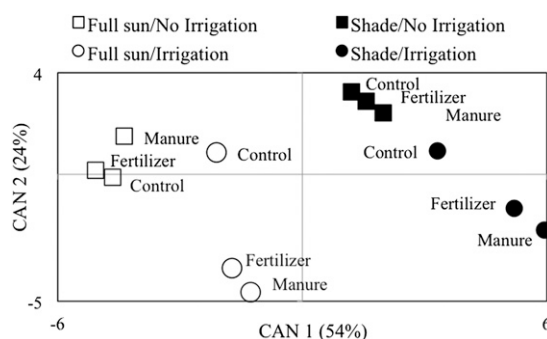 Full sun/No Irrigation
Shade/No Irrigation
Full sun/Irrigation
Shade/Irrigation
4
Control
Fertilizer
Manure
Manure
Control
Control
Fertilizer
Control
Fertilizer
Manure
Fertilizer
Manure
CAN 2 (24%)
-5
-6
6
CAN 1 (54%)